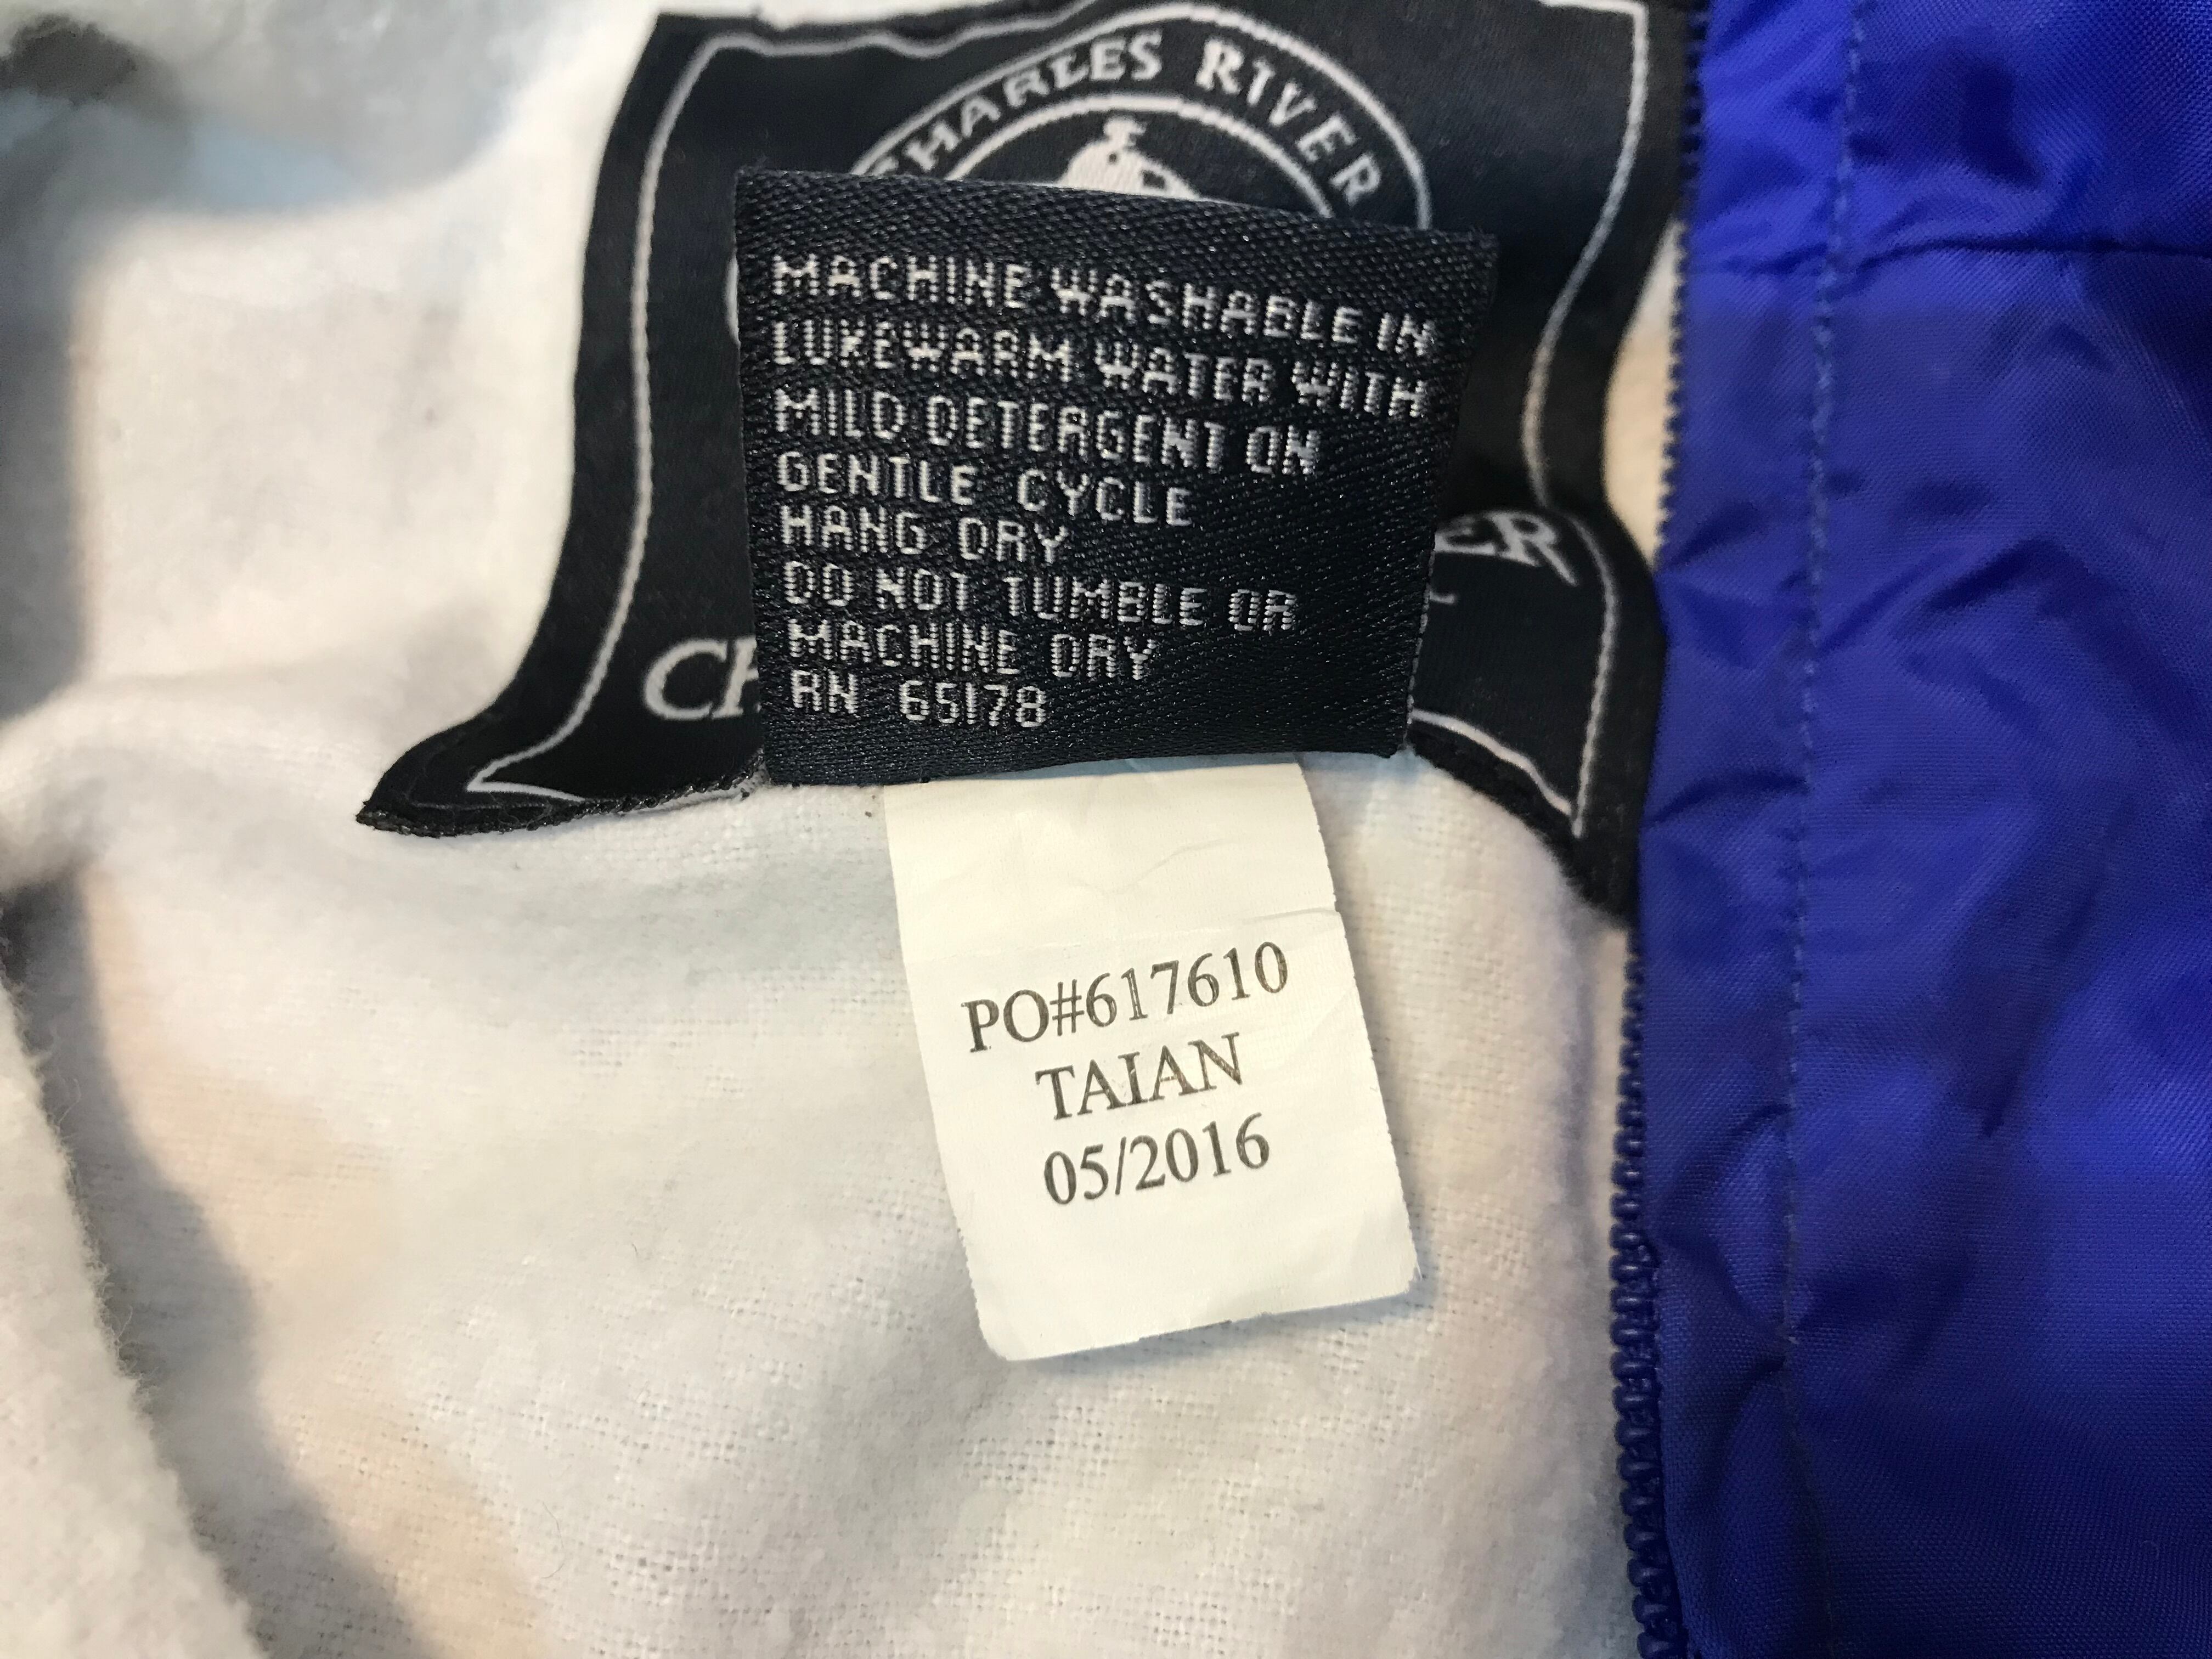 CHARLES RIVER
MACHINE WASHABLE IN
LUKEWARM WATER WITH
MILD DETERGENT ON
GENTLE CYCLE
HANG DRY
DO NOT TUMBLE OR
MACHINE DRY
RN 65178
PO#617610
TAIAN
05/2016